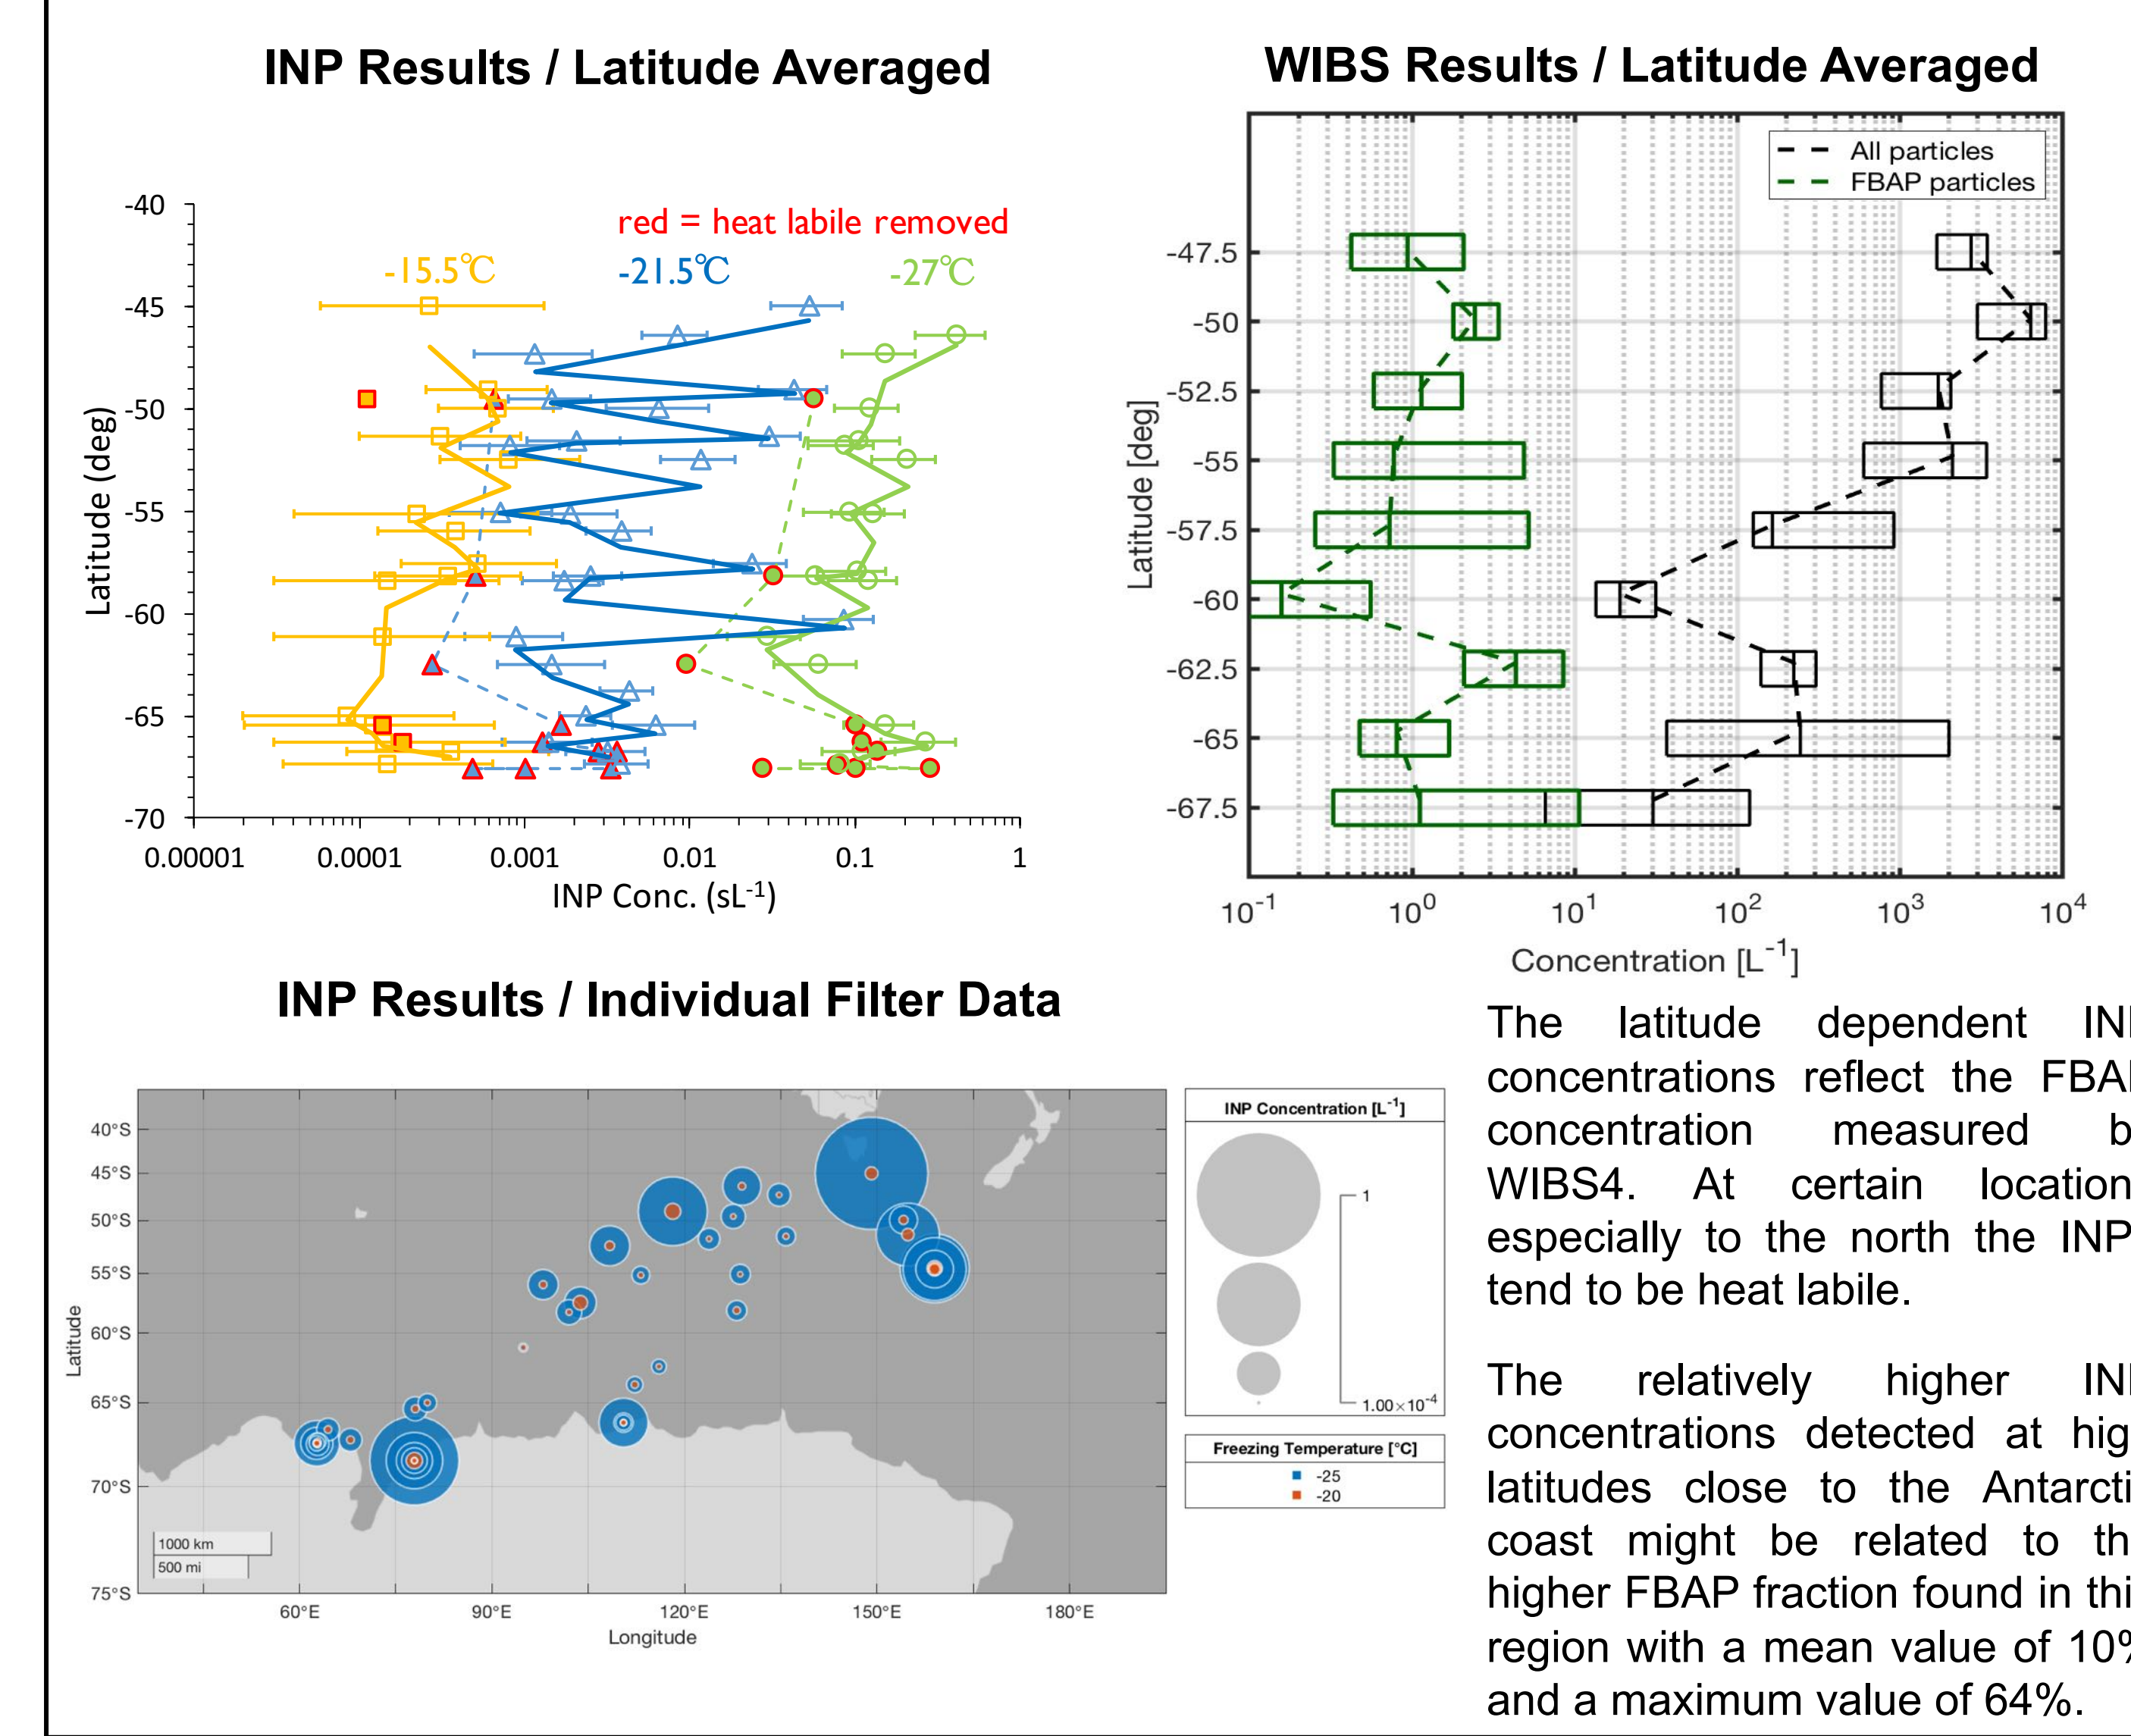 INP Results / Latitude Averaged
red = heat labile removed
-15.5℃
-21.5℃
-27℃
-40
-45
-50
-55
-60
-65
-70
Latitude (deg)
0.00001
0.0001
0.001
0.01
0.1
1
INP Conc. (sL-1)
WIBS Results / Latitude Averaged
All particles
FBAP particles
-47.5
-50
-52.5
-55
-57.5
-60
-62.5
-65
-67.5
Latitude [deg]
10-1
100
101
102
103
104
Concentration [L-1]
INP Results / Individual Filter Data
40°S
45°S
50°S
55°S
60°S
65°S
70°S
75°S
Latitude
1000 km
500 mi
60°E
90°E
120°E
150°E
180°E
Longitude
INP Concentration [L-1]
1
1.00×10-4
Freezing Temperature [°C]
-25
-20
The latitude dependent
concentrations reflect the
concentration measured
WIBS4. At certain
especially to the north the
tend to be heat labile.
The relatively higher
concentrations detected at
latitudes close to the
coast might be related to
higher FBAP fraction found in
region with a mean value of 10%
and a maximum value of 64%.